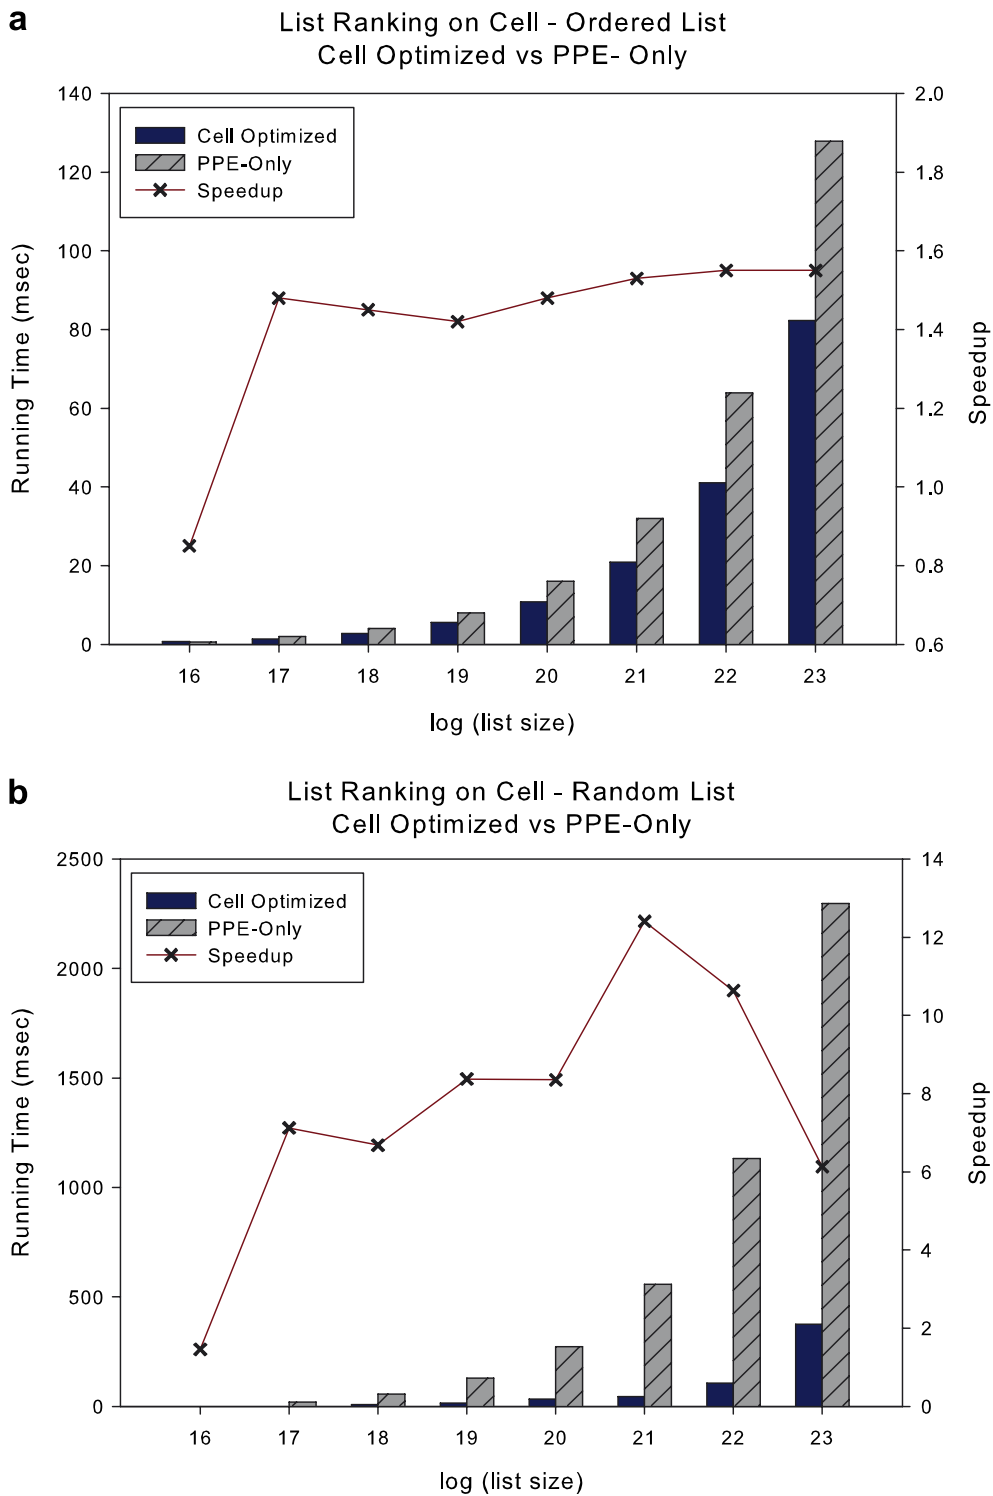 a
List Ranking on Cell - Ordered List
Cell Optimized vs PPE- Only
140
120
100
80
60
40
20
0
Running Time (msec)
Cell Optimized
PPE-Only
Speedup
2.0
1.8
1.6
1.4
1.2
1.0
0.8
0.6
Speedup
16 17 18 19 20 21 22 23
log (list size)
b
List Ranking on Cell - Random List
Cell Optimized vs PPE-Only
2500
2000
1500
1000
500
0
Running Time (msec)
Cell Optimized
PPE-Only
Speedup
14
12
10
8
6
4
2
0
Speedup
16 17 18 19 20 21 22 23
log (list size)